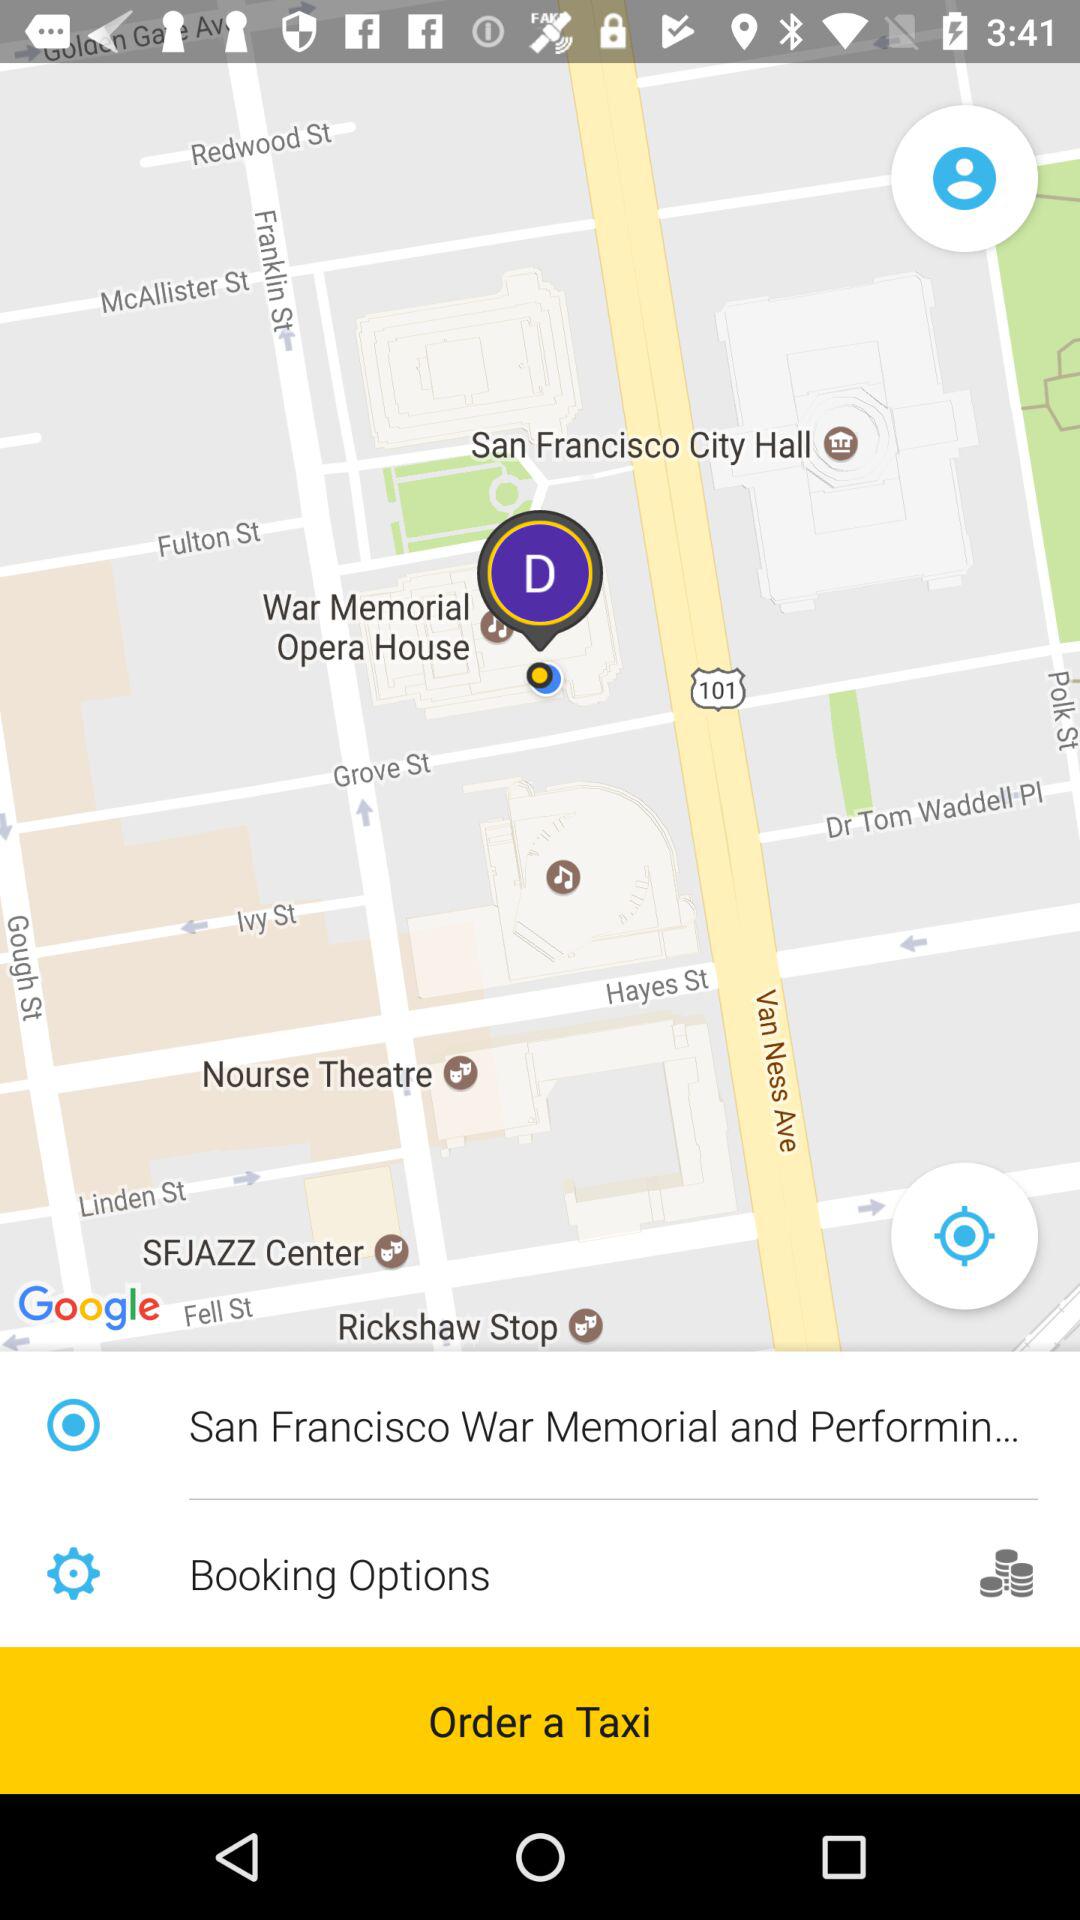 FAKE
3:41
Golden Gate Ave
Redwood St
Franklin St
McAllister St
San Francisco City Hall
Fulton St
D
War Memorial
Opera House
101
Polk St
Grove St
Dr Tom Waddell Pl
Ivy St
Gough St
Hayes St
Van Ness Ave
Nourse Theatre
Linden St
SFJAZZ Center
Google
Fell St
Rickshaw Stop
San Francisco War Memorial and Performin...
Booking Options
Order a Taxi